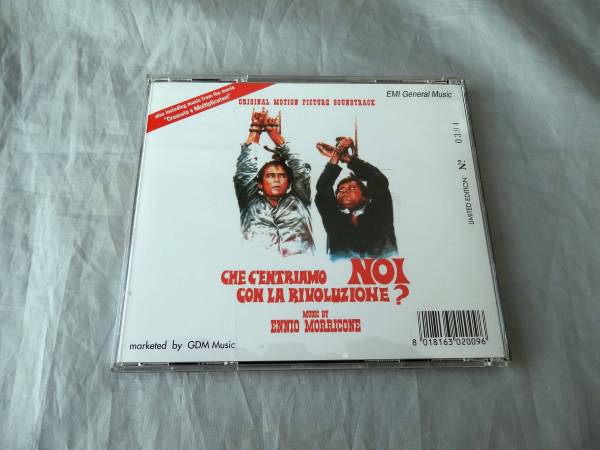 also including music from the movie
"Crescete e Moltiplicatevi"
ORIGINAL MOTION PICTURE SOUNDTRACK
EMI General Music
LIMITED EDITION N. 0394
CHE C'ENTRIAMO NOI
CON LA RIVOLUZIONE?
MUSIC BY
ENNIO MORRICONE
marketed by GDM Music
8 018163 020096